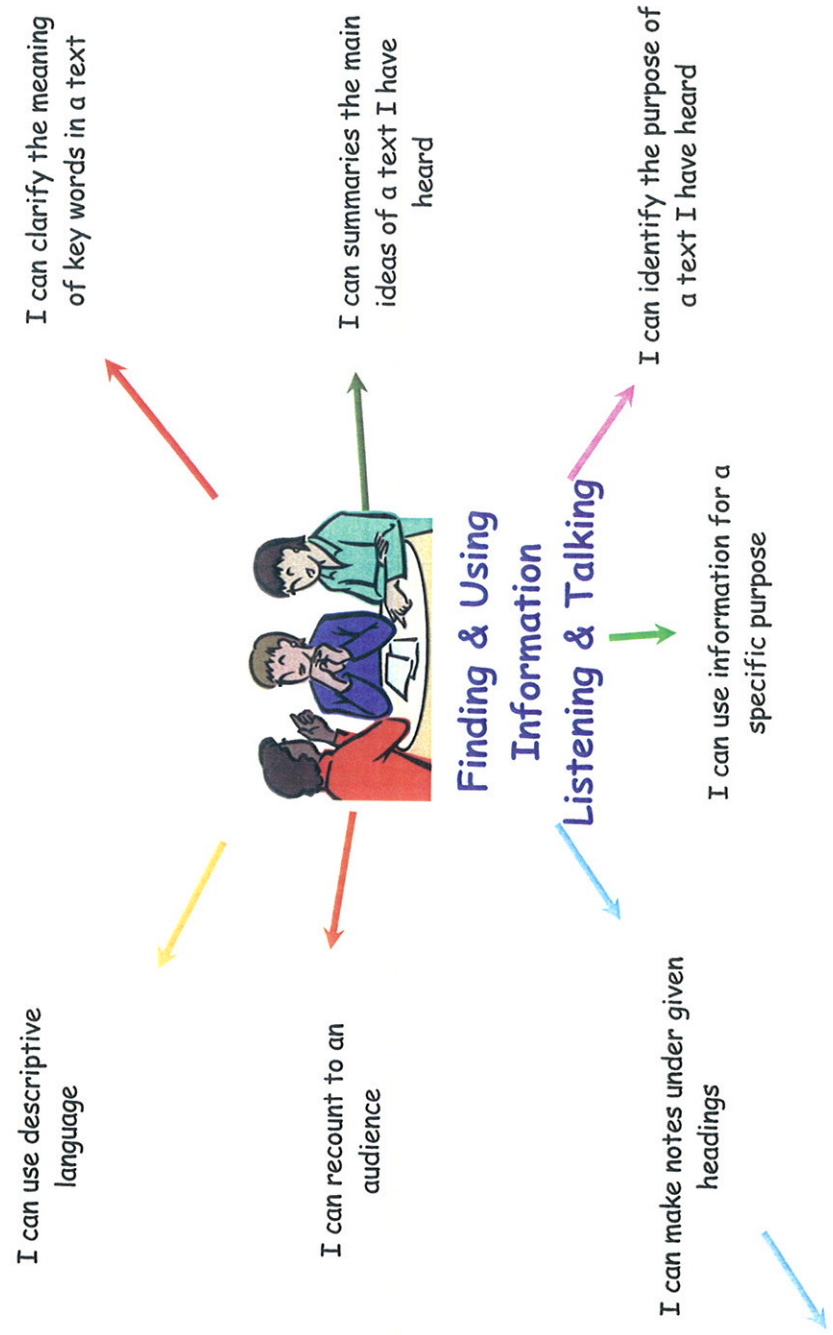 I can use descriptive
language
I can clarify the meaning
of key words in a text
I can recount to an
audience
I can summaries the main
ideas of a text I have
heard
Finding & Using
Information
Listening & Talking
I can make notes under given
headings
I can use information for a
specific purpose
I can identify the purpose of
a text I have heard